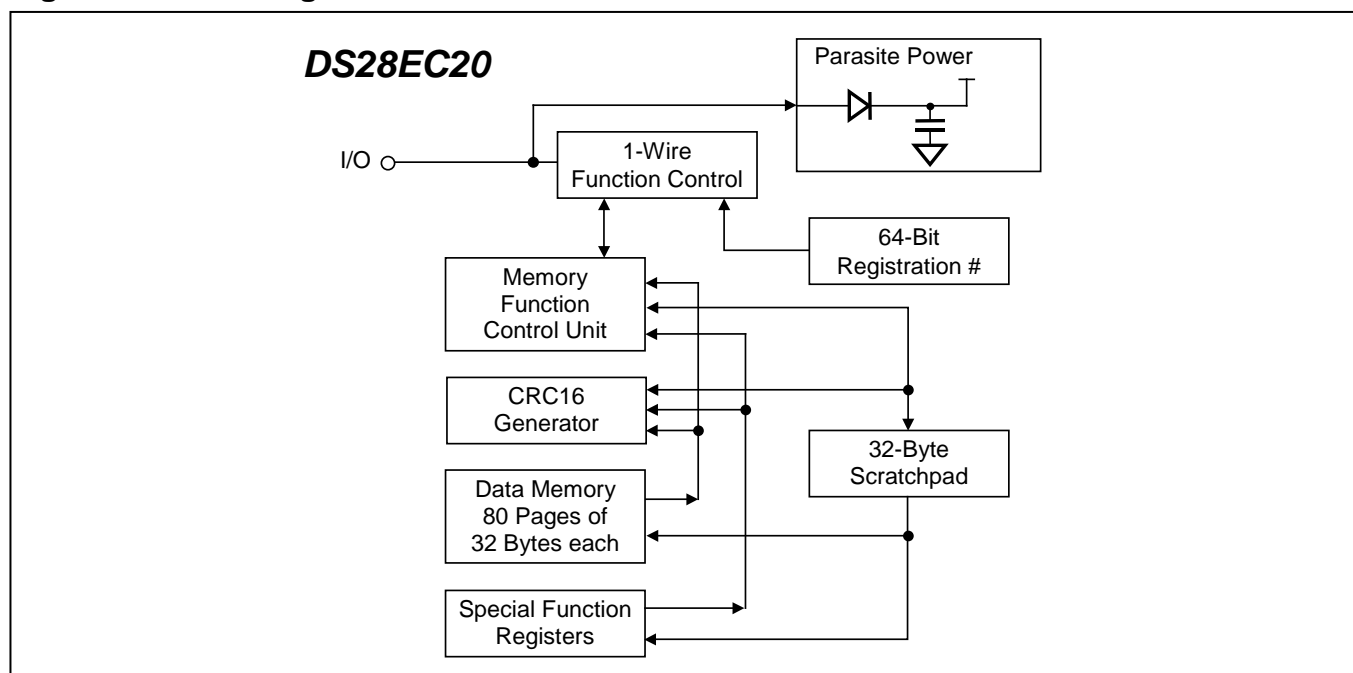 DS28EC20
Parasite Power
I/O
1-Wire
Function Control
64-Bit
Registration #
Memory
Function
Control Unit
CRC16
Generator
32-Byte
Scratchpad
Data Memory
80 Pages of
32 Bytes each
Special Function
Registers